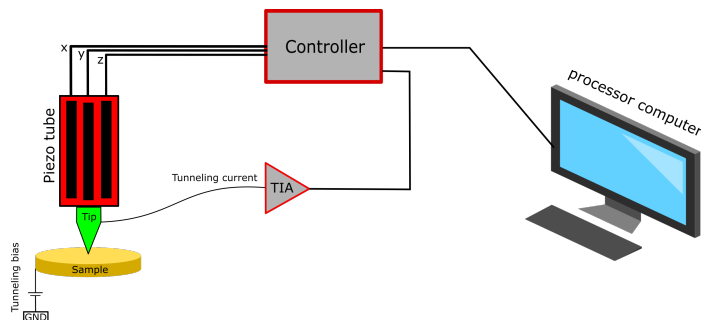 Controller
processor computer
x
y
z
Piezo tube
Tunneling current
TIA
Tip
Sample
Tunneling bias
GND